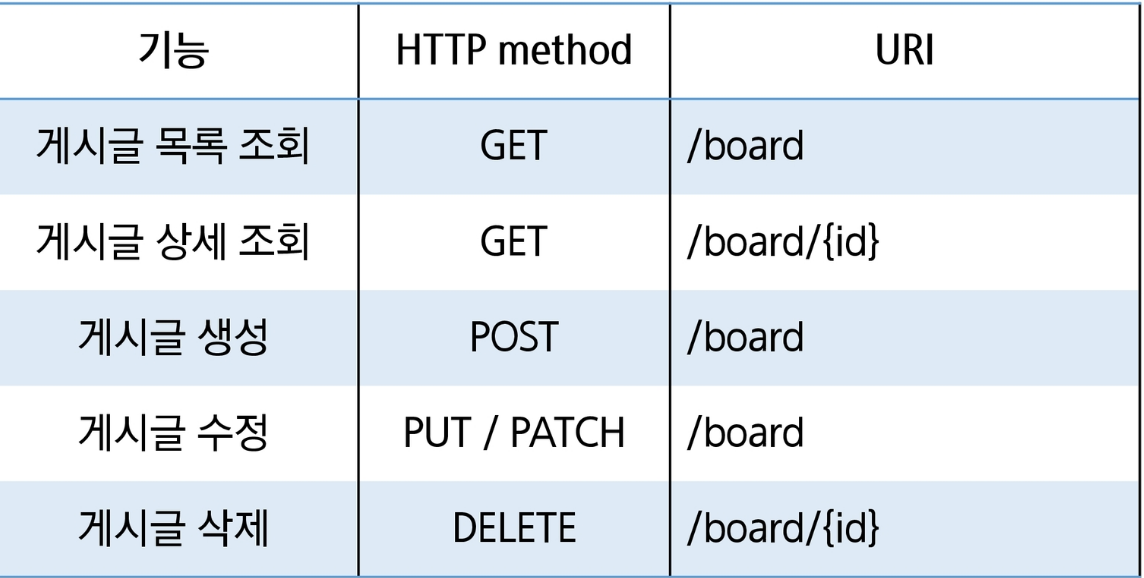 기능 HTTP method URI
게시글 목록 조회 GET /board
게시글 상세 조회 GET /board/{id}
게시글 생성 POST /board
게시글 수정 PUT / PATCH /board
게시글 삭제 DELETE /board/{id}